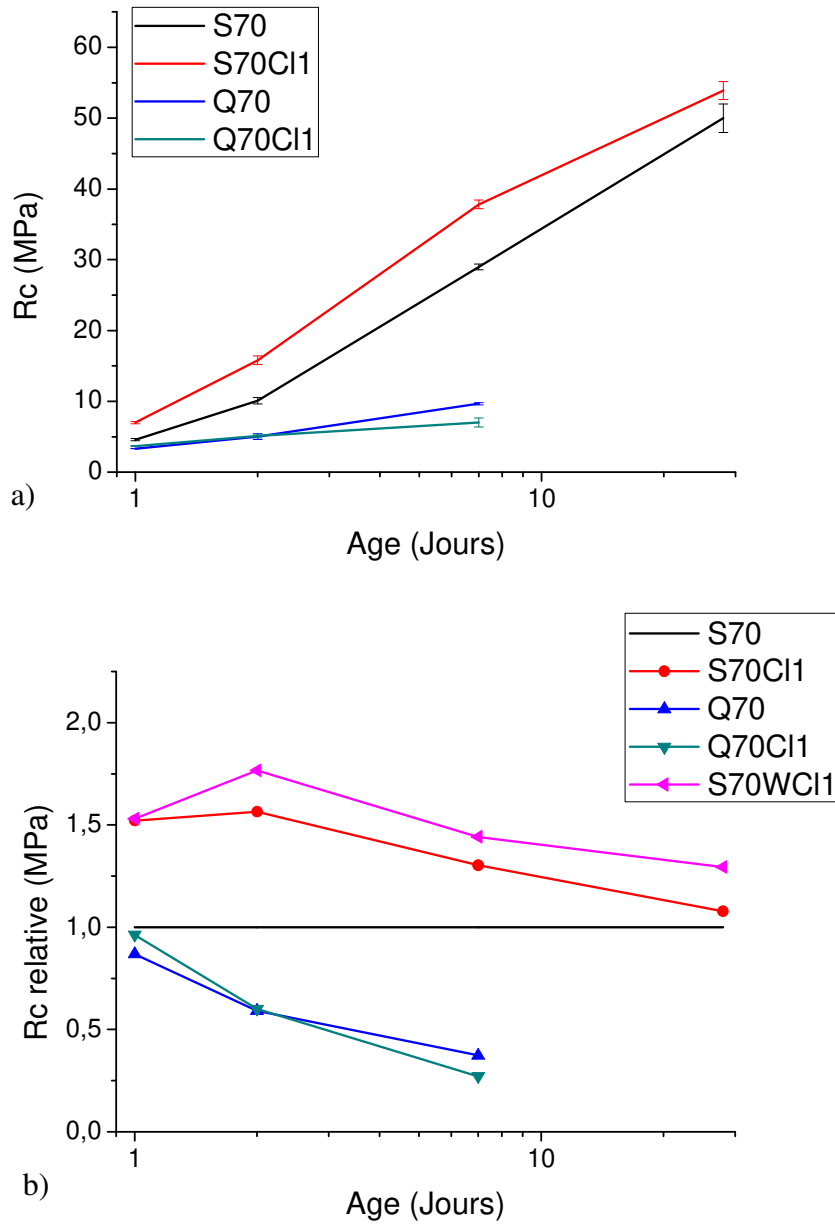 S70
S70Cl1
Q70
Q70Cl1
60
50
40
30
20
10
0
Rc (MPa)
1
10
Age (Jours)
a)
S70
S70Cl1
Q70
Q70Cl1
S70WCl1
2,0
1,5
1,0
0,5
0,0
Rc relative (MPa)
1
10
Age (Jours)
b)